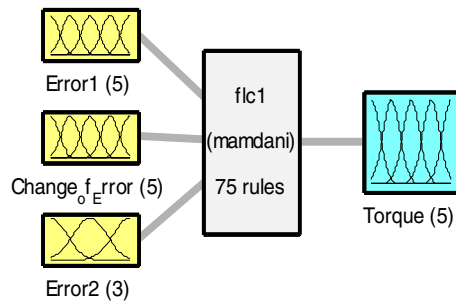 Error1 (5)
flc1
(mamdani)
75 rules
Change_of_Error (5)
Torque (5)
Error2 (3)